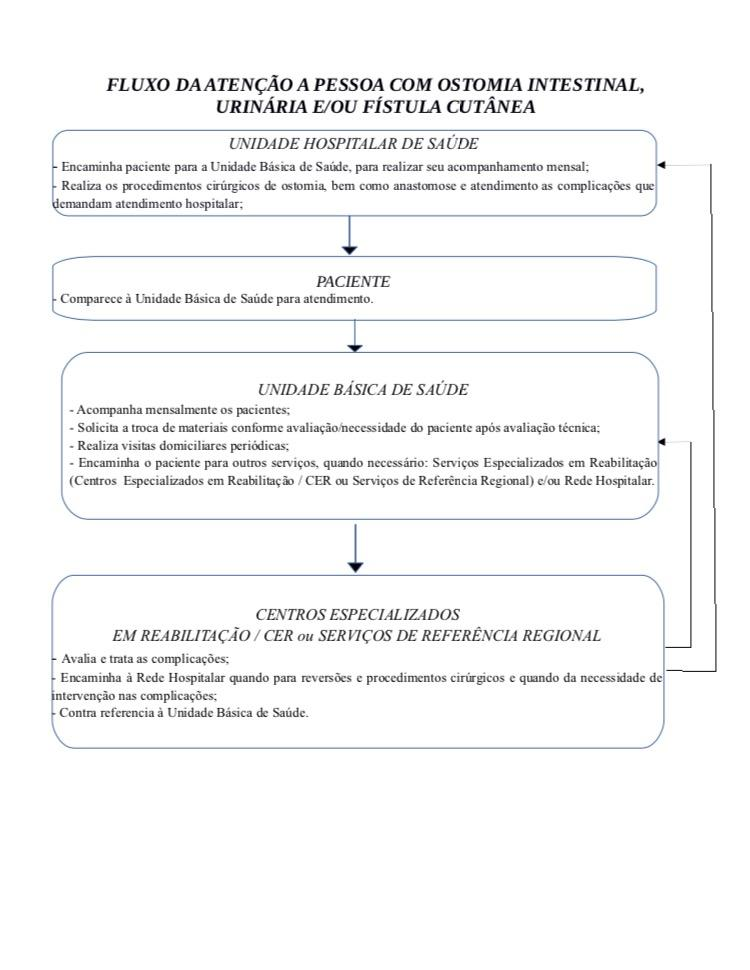 FLUXO DA ATENÇÃO A PESSOA COM OSTOMIA INTESTINAL,
URINÁRIA E/OU FÍSTULA CUTÂNEA
UNIDADE HOSPITALAR DE SAÚDE
- Encaminha paciente para a Unidade Básica de Saúde, para realizar seu acompanhamento mensal;
- Realiza os procedimentos cirúrgicos de ostomia, bem como anastomose e atendimento as complicações que
demandam atendimento hospitalar;
PACIENTE
- Comparece à Unidade Básica de Saúde para atendimento.
UNIDADE BÁSICA DE SAÚDE
- Acompanha mensalmente os pacientes;
- Solicita a troca de materiais conforme avaliação/necessidade do paciente após avaliação técnica;
- Realiza visitas domiciliares periódicas;
- Encaminha o paciente para outros serviços, quando necessário: Serviços Especializados em Reabilitação
(Centros Especializados em Reabilitação / CER ou Serviços de Referência Regional) e/ou Rede Hospitalar.
CENTROS ESPECIALIZADOS
EM REABILITAÇÃO / CER ou SERVIÇOS DE REFERÊNCIA REGIONAL
- Avalia e trata as complicações;
- Encaminha à Rede Hospitalar quando para reversões e procedimentos cirúrgicos e quando da necessidade de
intervenção nas complicações;
- Contra referencia à Unidade Básica de Saúde.